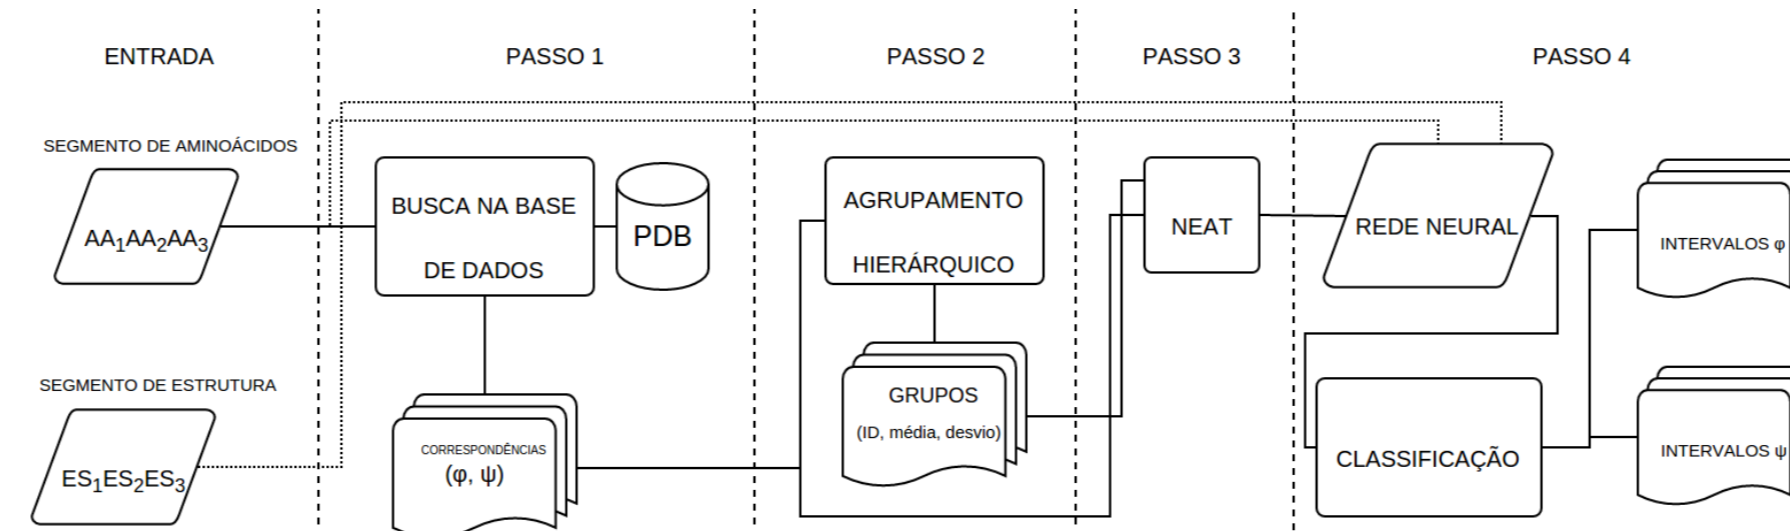 ENTRADA
PASSO 1
PASSO 2
PASSO 3
PASSO 4
SEGMENTO DE AMINOÁCIDOS
AA1AA2AA3
SEGMENTO DE ESTRUTURA
ES1ES2ES3
BUSCA NA BASE
DE DADOS
PDB
CORRESPONDÊNCIAS
(φ, ψ)
AGRUPAMENTO
HIERÁRQUICO
GRUPOS
(ID, média, desvio)
NEAT
REDE NEURAL
CLASSIFICAÇÃO
INTERVALOS φ
INTERVALOS ψ